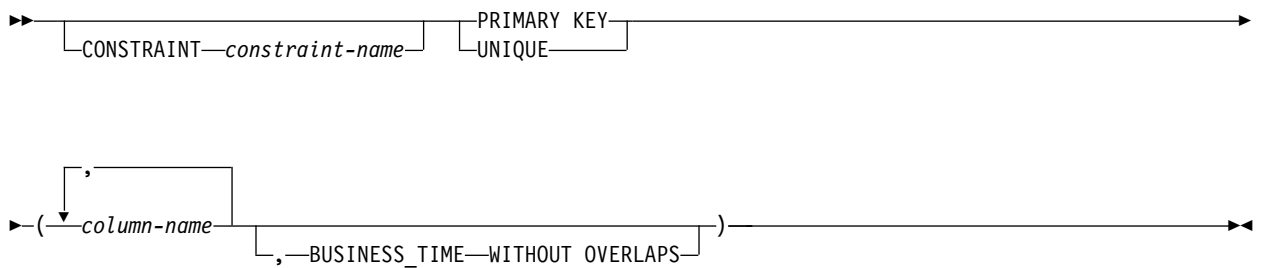 PRIMARY KEY
CONSTRAINT constraint-name UNIQUE
,
( column-name )
, BUSINESS_TIME WITHOUT OVERLAPS